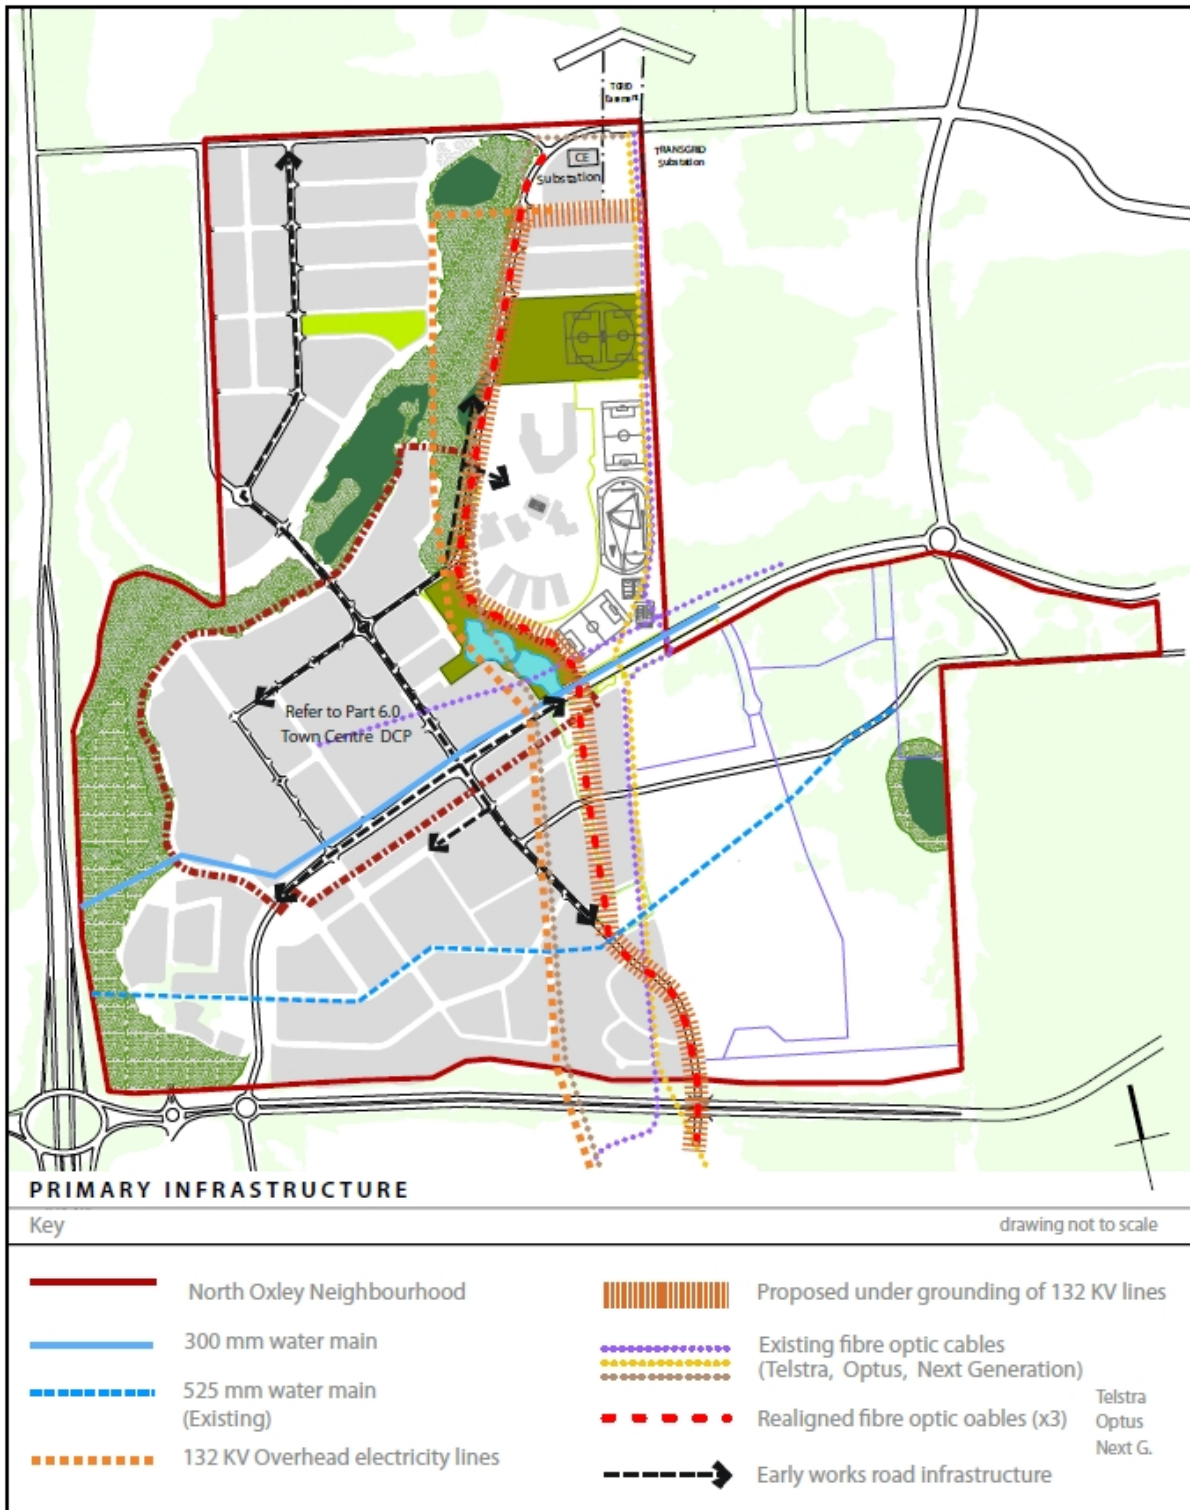 TGRD
Easement
CE
Substation
TRANSGRID
Substation
Refer to Part 6.0
Town Centre DCP
PRIMARY INFRASTRUCTURE
Key
drawing not to scale
North Oxley Neighbourhood
300 mm water main
525 mm water main
(Existing)
132 KV Overhead electricity lines
Proposed under grounding of 132 KV lines
Existing fibre optic cables
(Telstra, Optus, Next Generation)
Realigned fibre optic oables (x3)
Telstra
Optus
Next G.
Early works road infrastructure